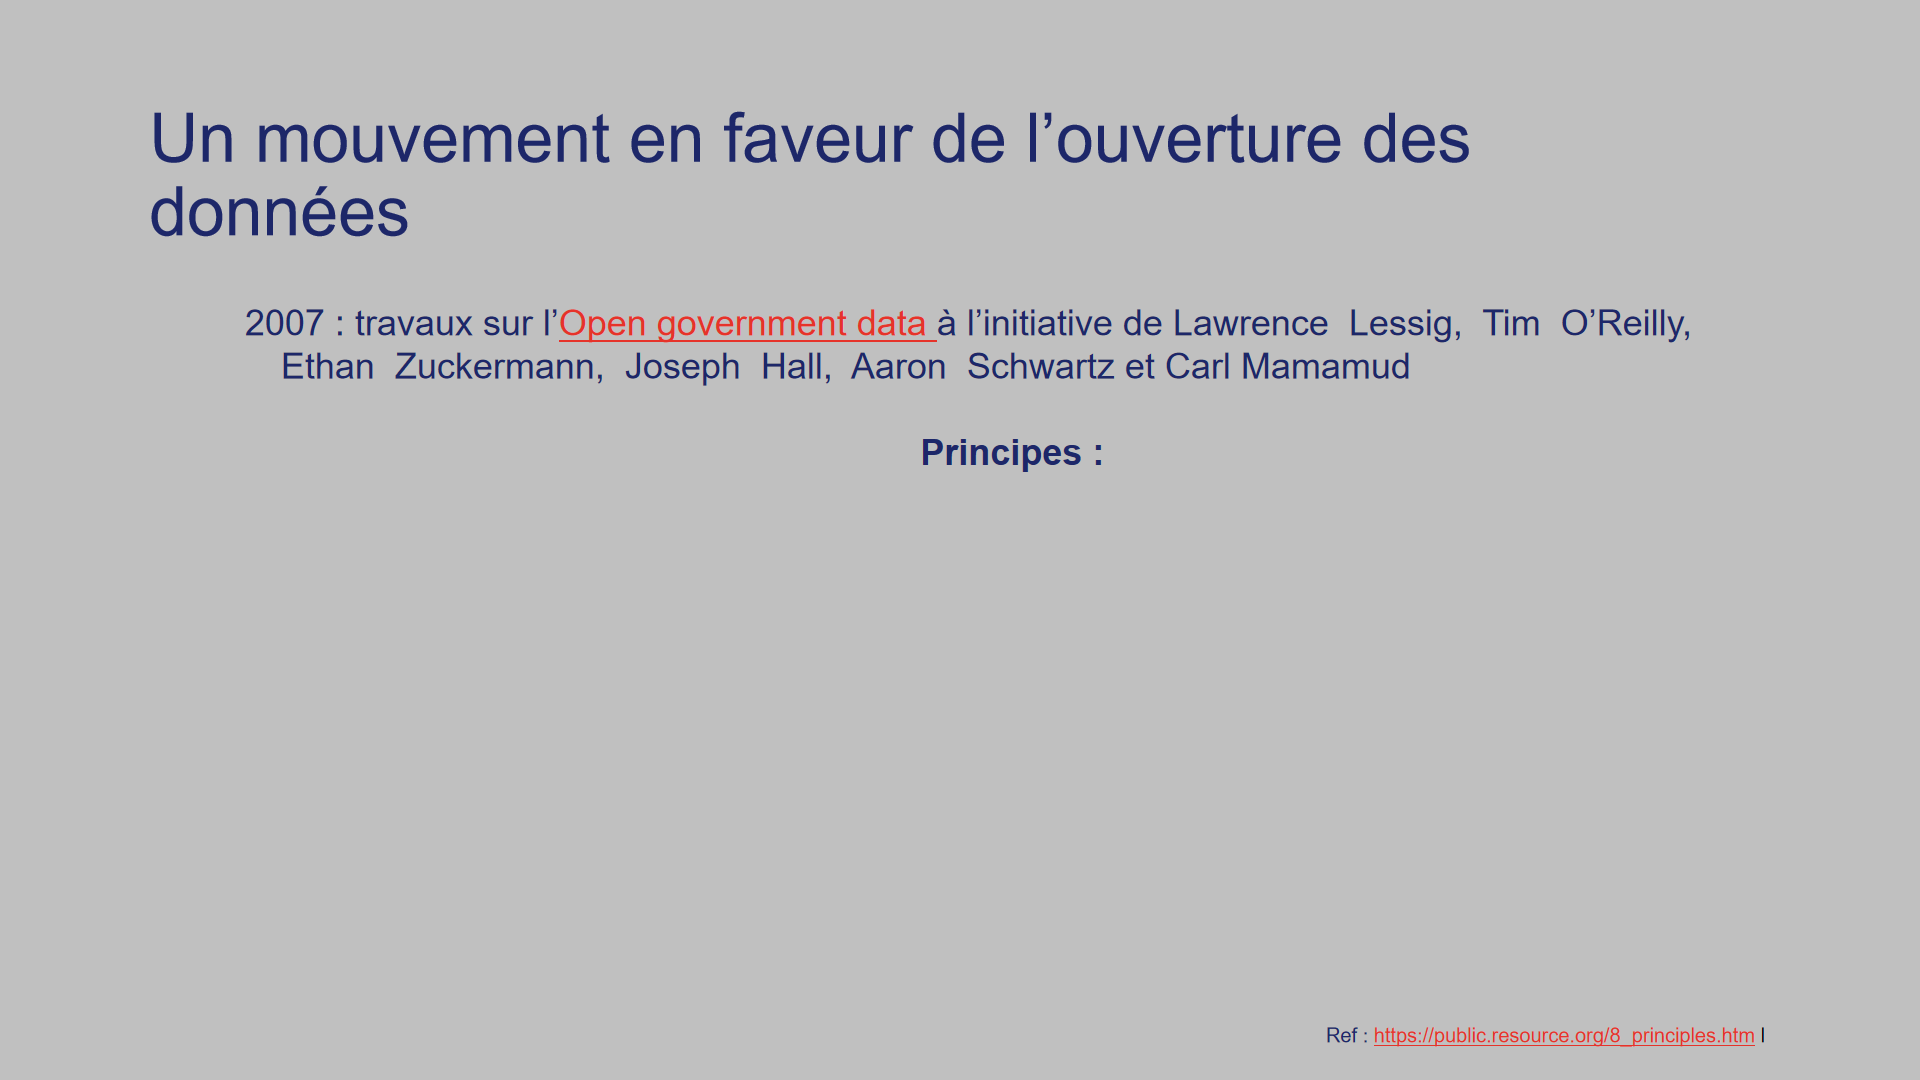 Un mouvement en faveur de l’ouverture des
données
2007 : travaux sur l’Open government data à l’initiative de Lawrence Lessig, Tim O’Reilly,
Ethan Zuckermann, Joseph Hall, Aaron Schwartz et Carl Mamamud
Principes :
Ref : https://public.resource.org/8_principles.htm l